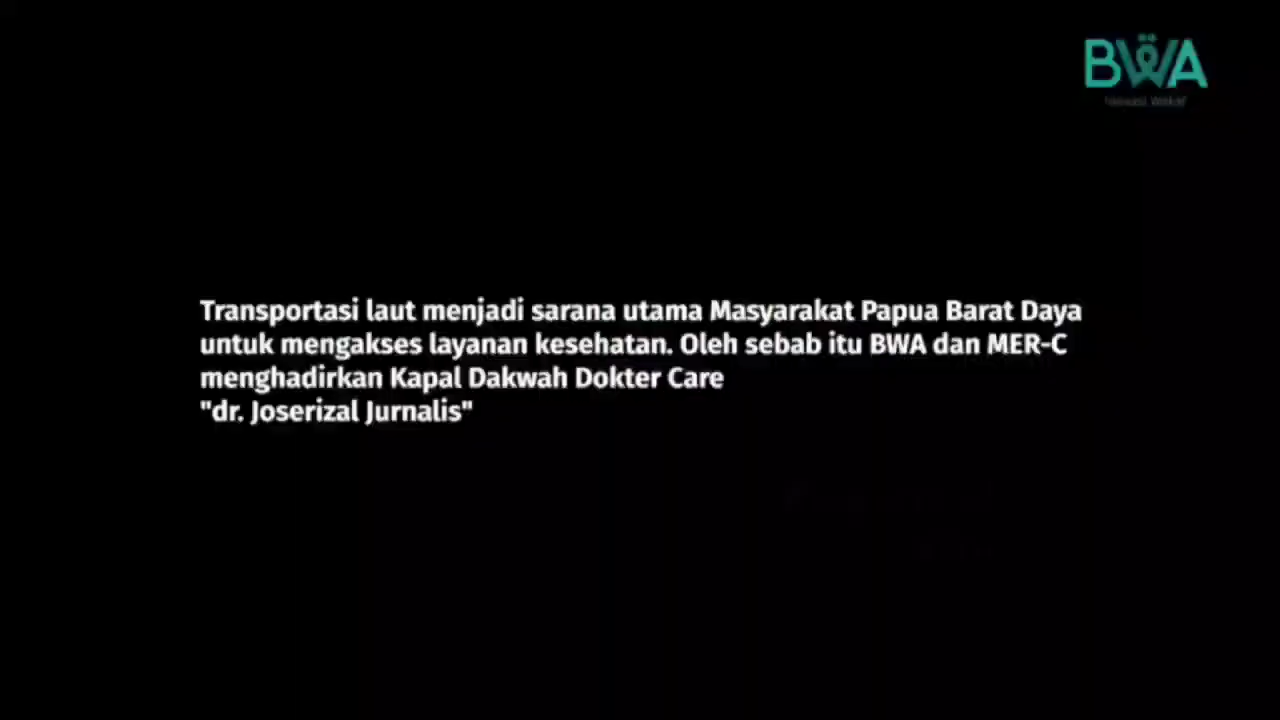 BWA
Transportasi laut menjadi sarana utama Masyarakat Papua Barat Daya
untuk mengakses layanan kesehatan. Oleh sebab itu BWA dan MER-C
menghadirkan Kapal Dakwah Dokter Care
"dr. Joserizal Jurnalis"